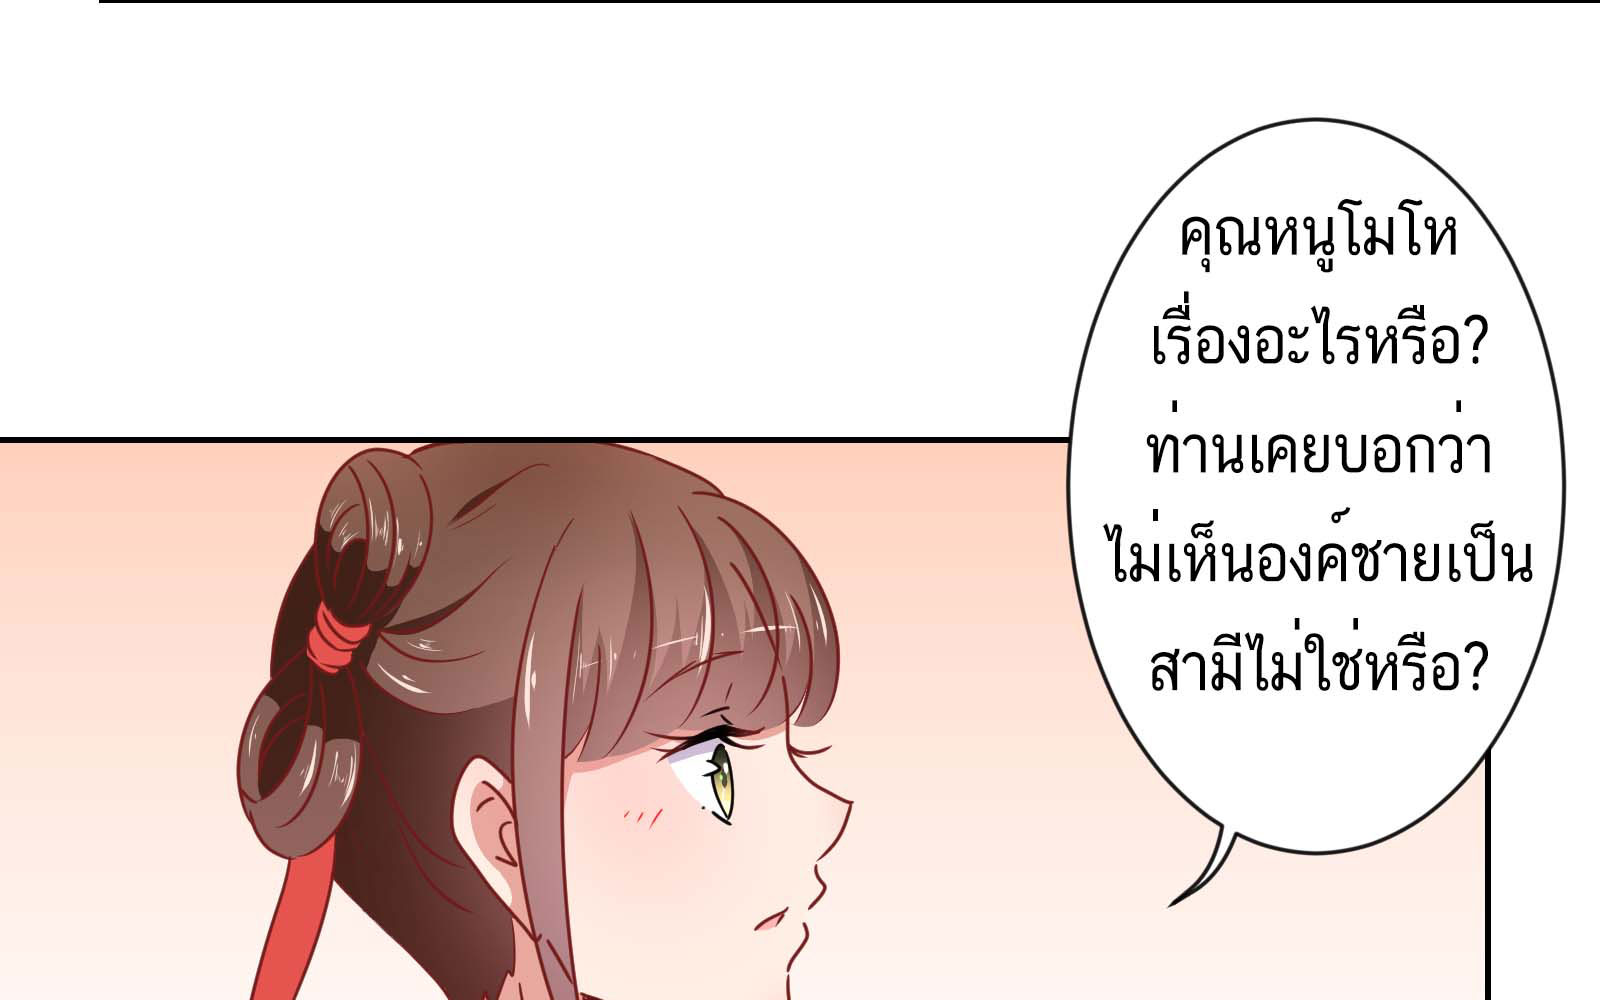 คุณหนูโมโห
เรื่องอะไรหรือ?
ท่านเคยบอกว่า
ไม่เห็นองค์ชายเป็น
สามีไม่ใช่หรือ?